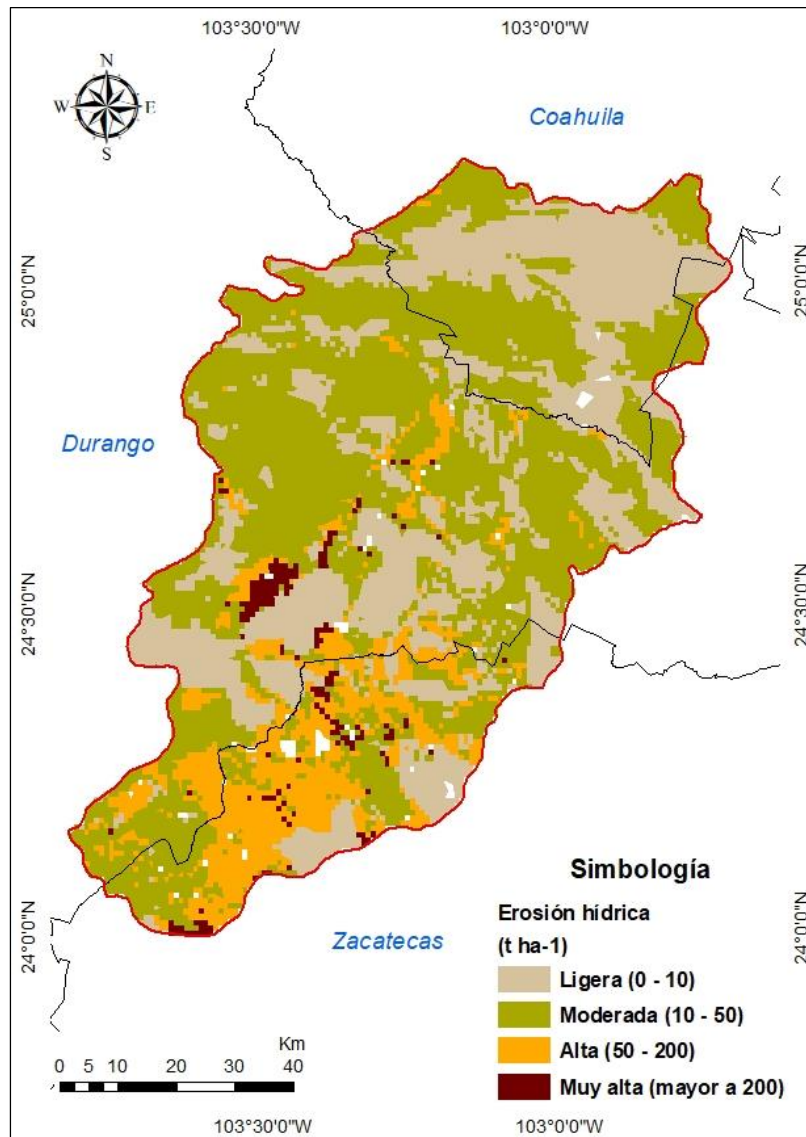 103°30'0"W 103°0'0"W
N
W E
S
Coahuila
25°0'0"N 25°0'0"N
Durango
24°30'0"N 24°30'0"N
Simbología
Erosión hídrica
(t ha-1)
Zacatecas
24°0'0"N 24°0'0"N
Ligera (0 - 10)
Moderada (10 - 50)
Alta (50 - 200)
Muy alta (mayor a 200)
Km
0 5 10 20 30 40
103°30'0"W 103°0'0"W